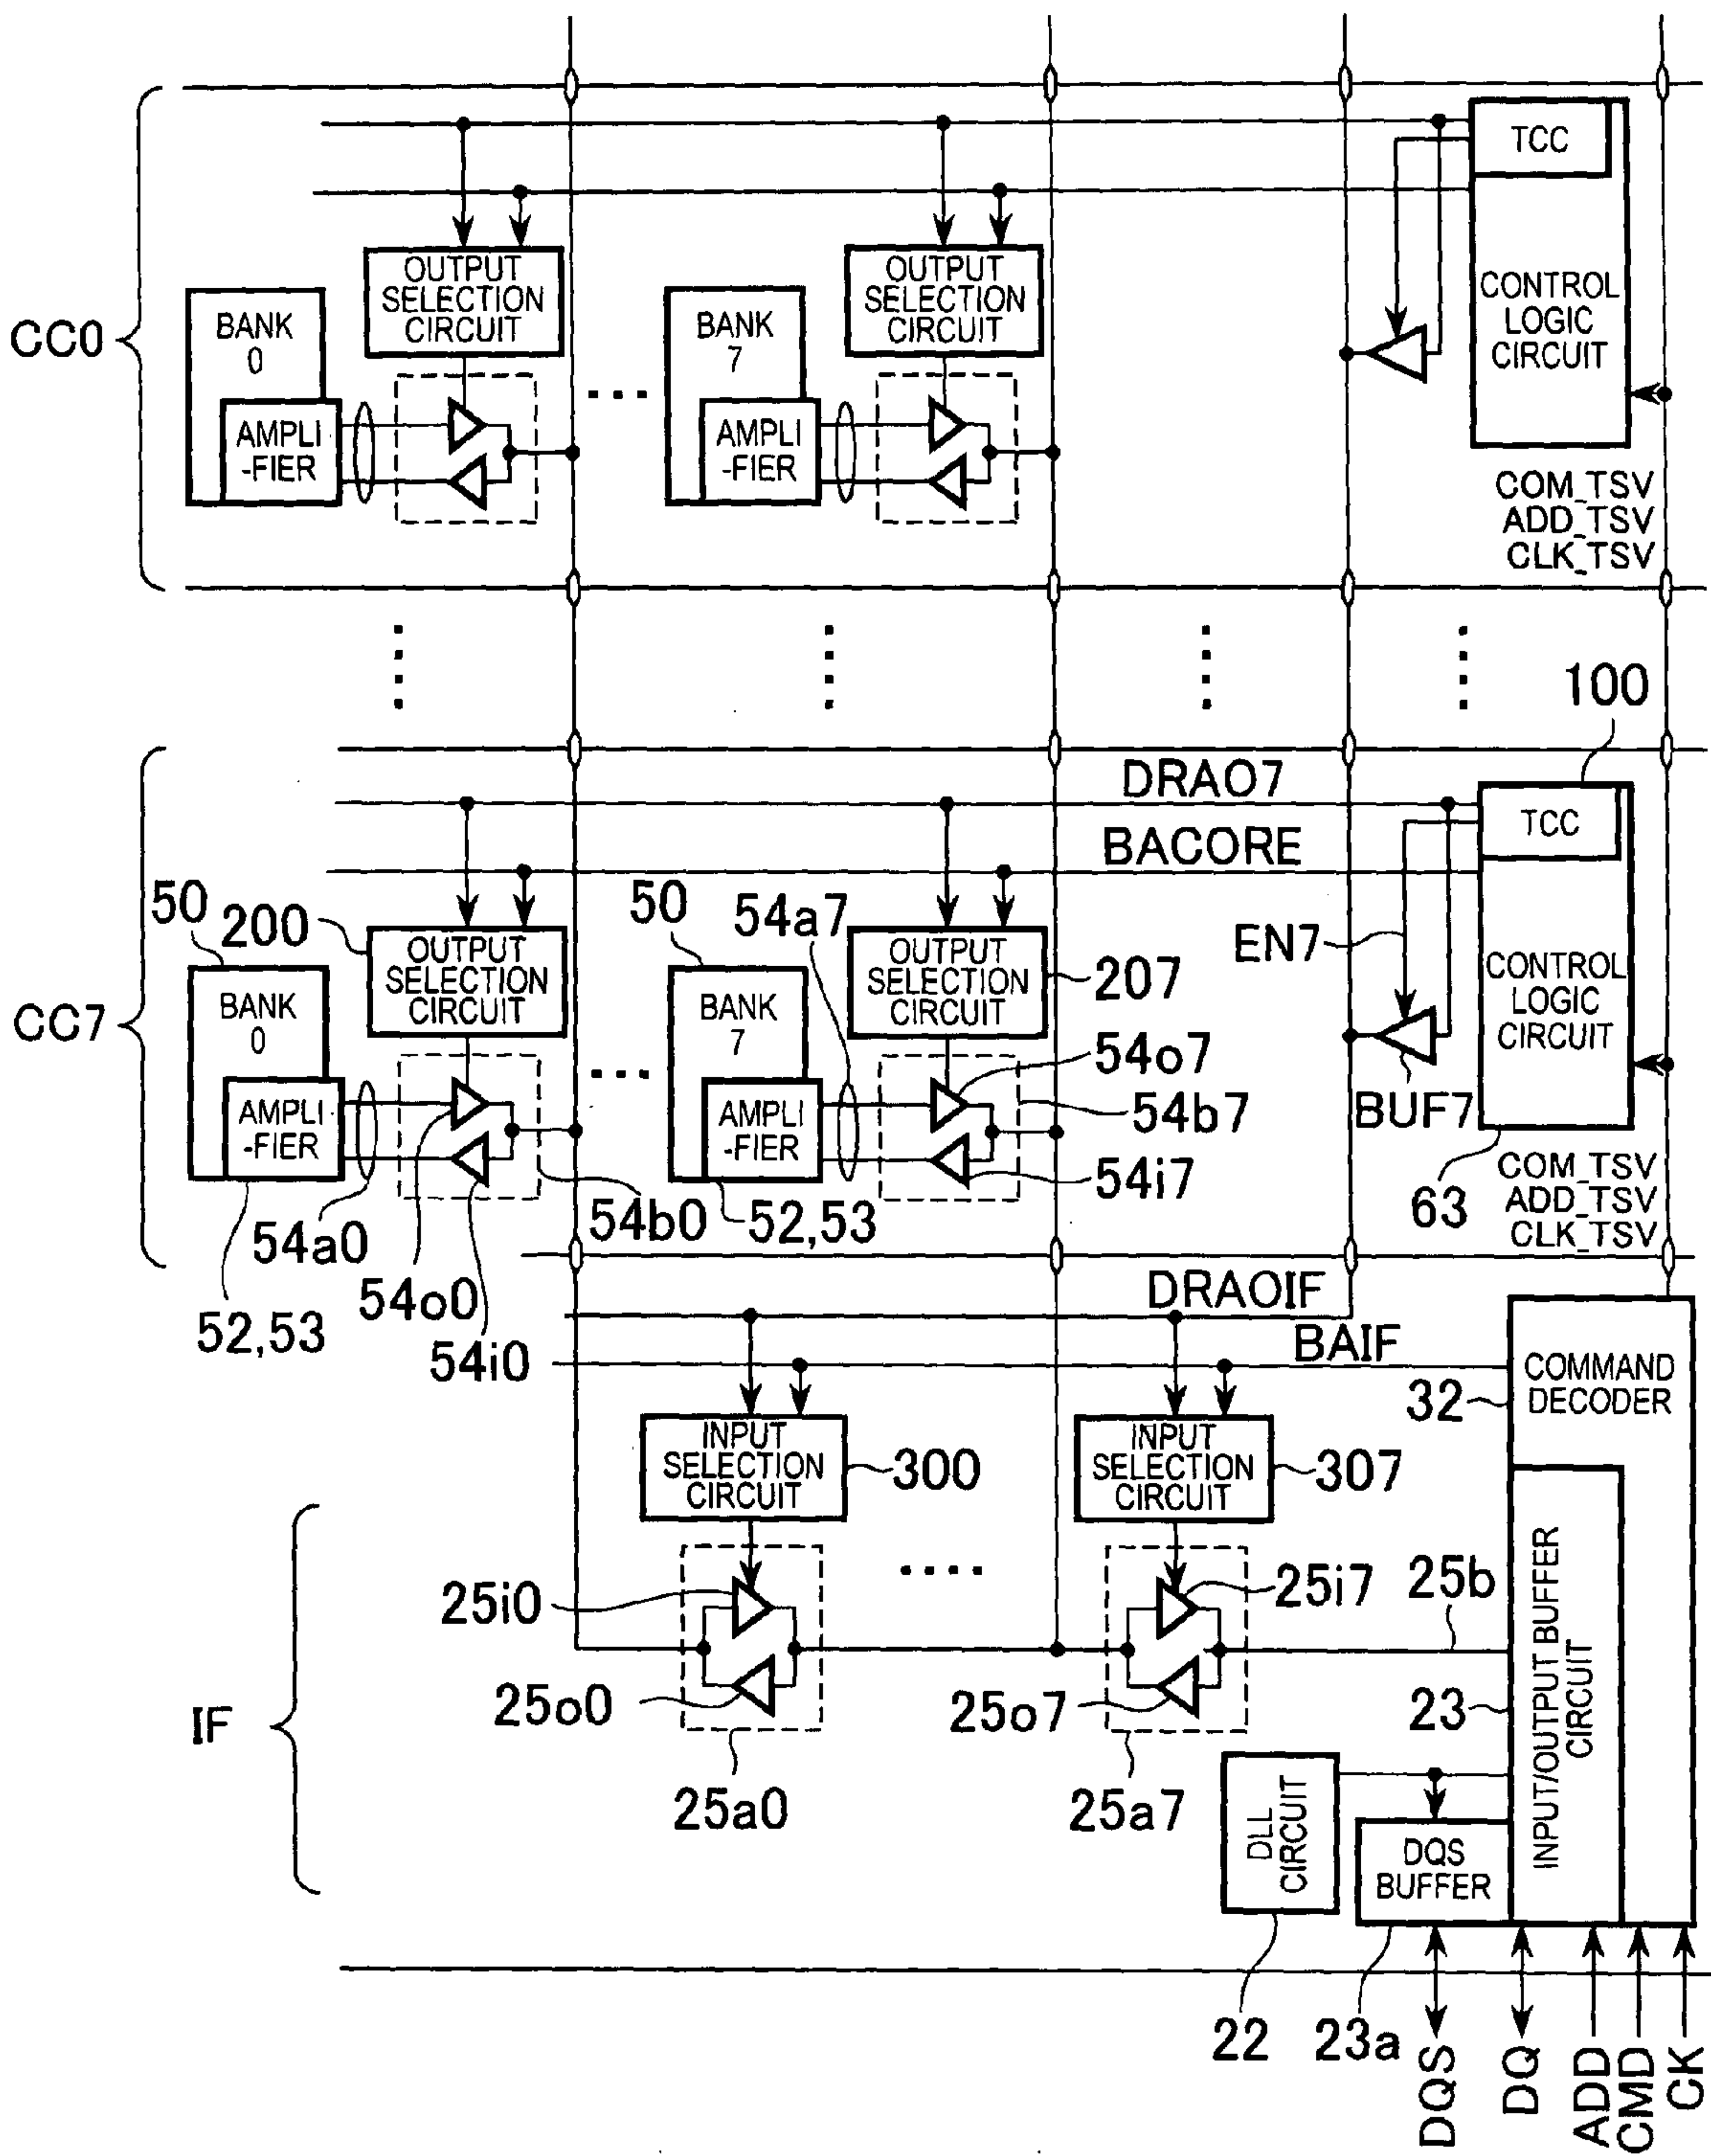 TCC
OUTPUT
SELECTION
CIRCUIT
OUTPUT
SELECTION
CIRCUIT
CONTROL
LOGIC
CIRCUIT
CC0
BANK
0
BANK
7
AMPLI
-FIER
AMPLI
-FIER
COM_TSV
ADD_TSV
CLK_TSV
100
DRAO7
TCC
BACORE
50
200
50
54a7
EN7
OUTPUT
SELECTION
CIRCUIT
OUTPUT
SELECTION
CIRCUIT
207
CONTROL
LOGIC
CIRCUIT
CC7
BANK
0
BANK
7
54o7
AMPLI
-FIER
AMPLI
-FIER
54b7
BUF7
54i7
COM_TSV
ADD_TSV
CLK_TSV
54a0
54b0
52,53
63
54o0
DRAOIF
52,53
54i0
BAIF
COMMAND
DECODER
32
INPUT
SELECTION
CIRCUIT
300
INPUT
SELECTION
CIRCUIT
307
25i0
25i7
25b
INPUT/OUTPUT BUFFER
CIRCUIT
25o0
25o7
23
IF
25a0
25a7
DLL
CIRCUIT
DQS
BUFFER
22
23a
DQS
DQ
ADD
CMD
CK